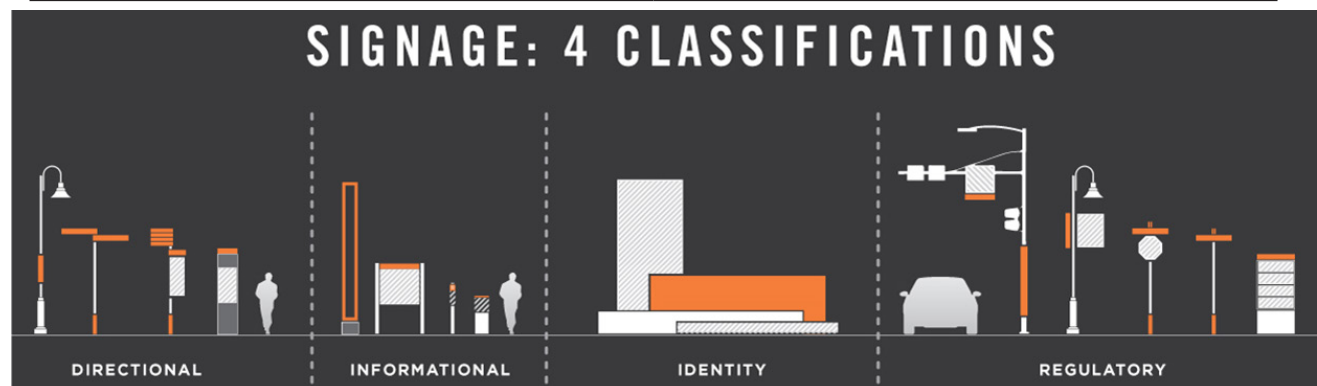 SIGNAGE: 4 CLASSIFICATIONS
DIRECTIONAL
INFORMATIONAL
IDENTITY
REGULATORY